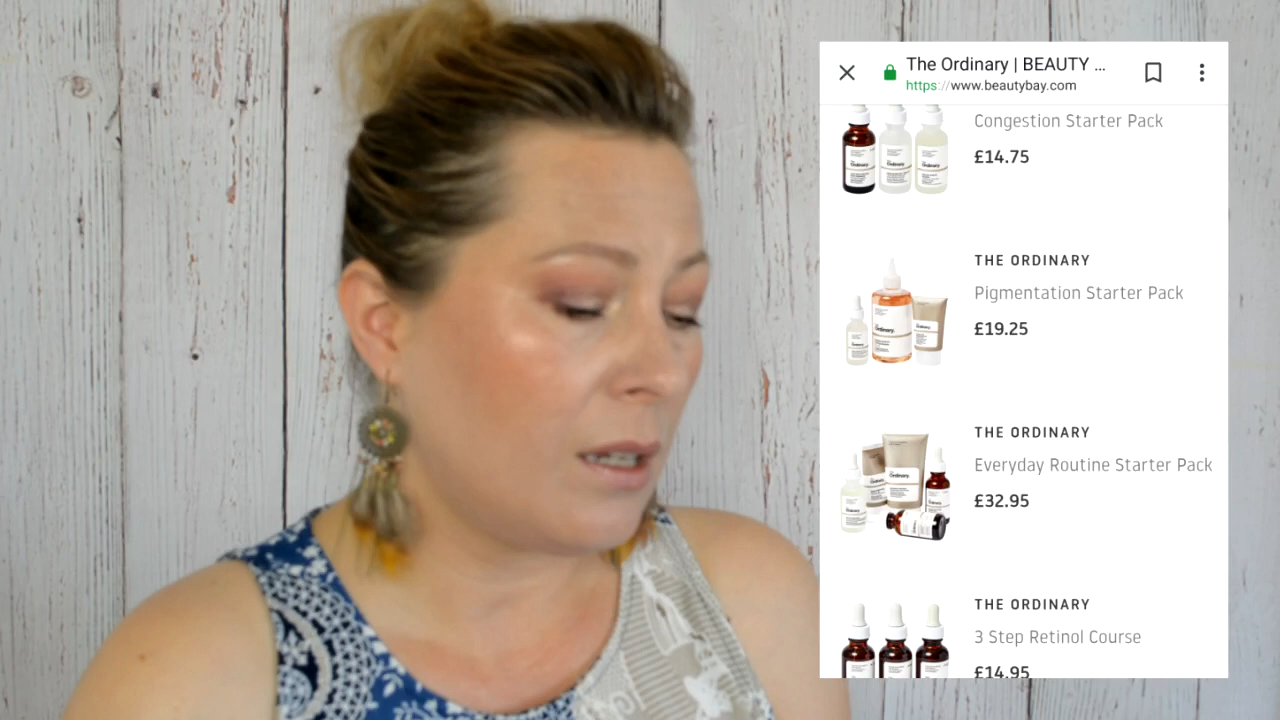 The Ordinary | BEAUTY ...
https://www.beautybay.com
Congestion Starter Pack
£14.75
THE ORDINARY
Pigmentation Starter Pack
£19.25
THE ORDINARY
Everyday Routine Starter Pack
£32.95
THE ORDINARY
3 Step Retinol Course
£14.95